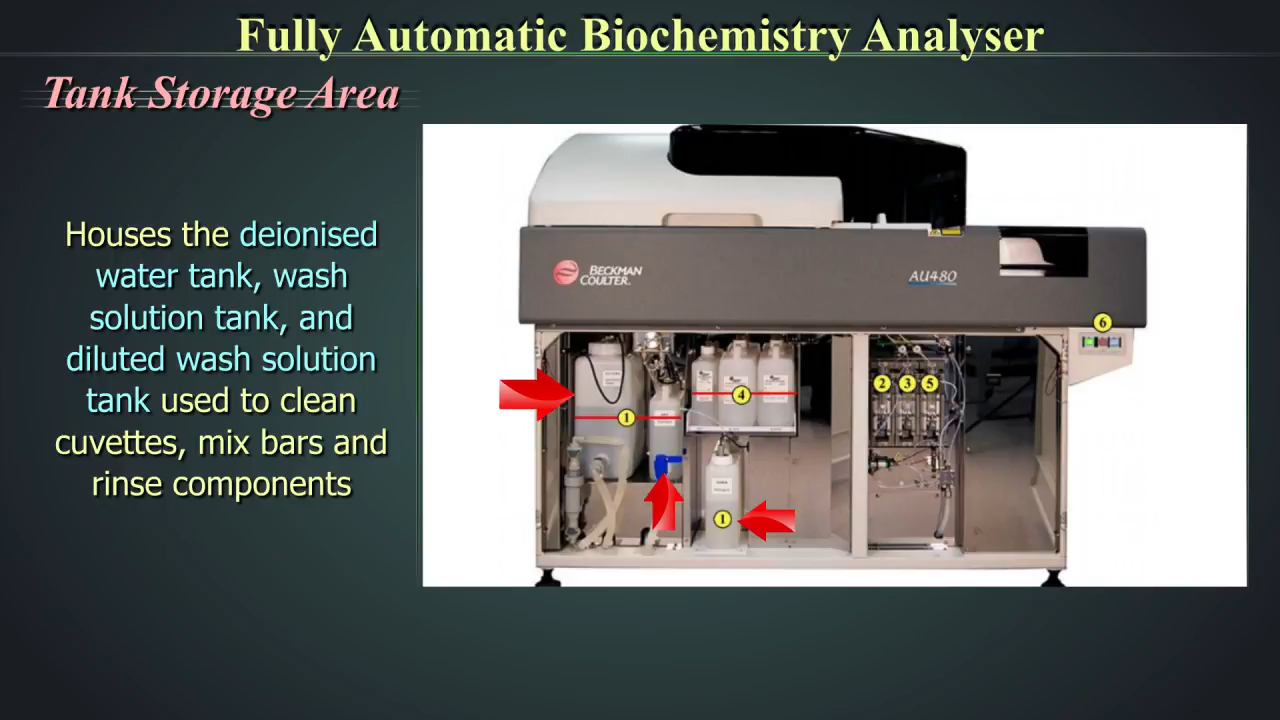 Fully Automatic Biochemistry Analyser
Tank Storage Area
Houses the deionised
water tank, wash
solution tank, and
diluted wash solution
tank used to clean
cuvettes, mix bars and
rinse components
BECKMAN
COULTER
AU480
6
2 3 5
4
1
1